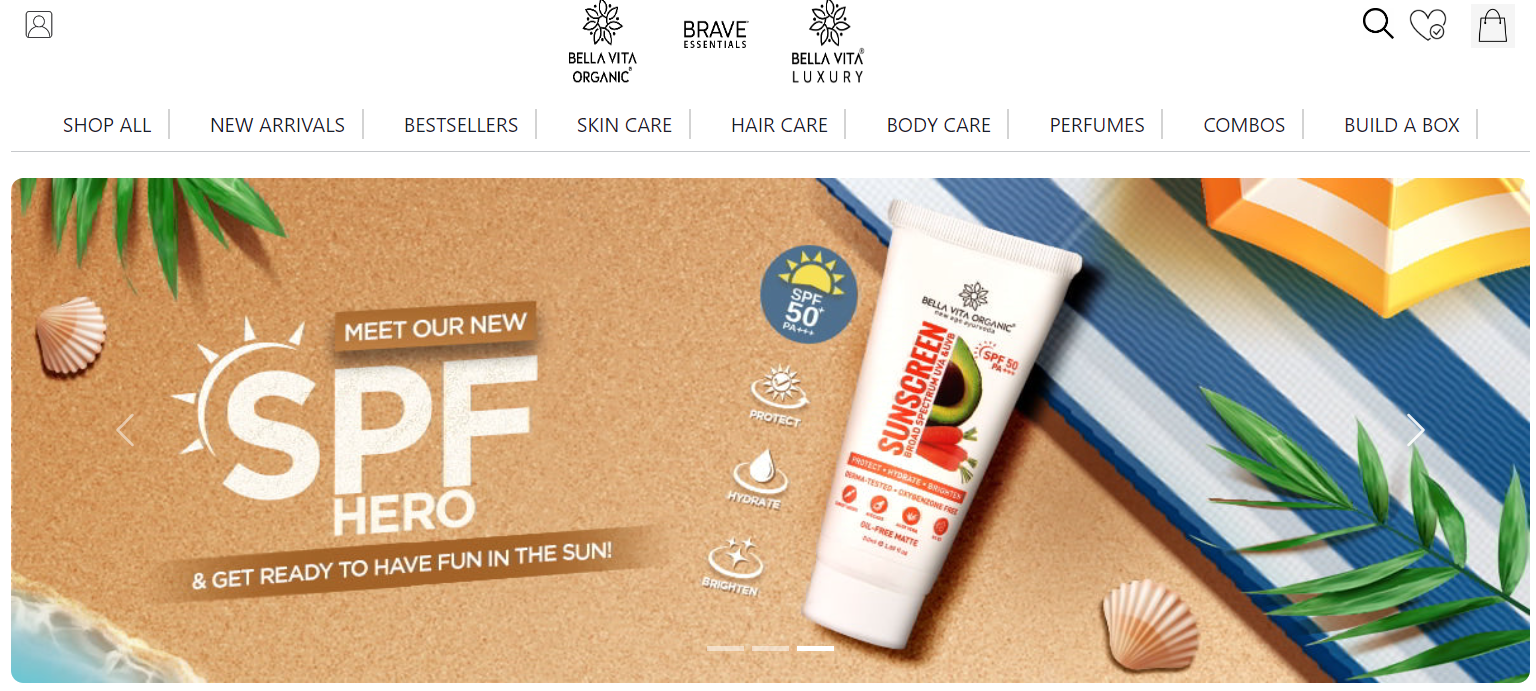 BELLA VITA
ORGANIC®
BRAVE
ESSENTIALS
BELLA VITA®
LUXURY
SHOP ALL
NEW ARRIVALS
BESTSELLERS
SKIN CARE
HAIR CARE
BODY CARE
PERFUMES
COMBOS
BUILD A BOX
MEET OUR NEW
SPF
HERO
& GET READY TO HAVE FUN IN THE SUN!
SPF
50+
PA+++
PROTECT
HYDRATE
BRIGHTEN
BELLA VITA ORGANIC®
new age ayurveda
SUNSCREEN
BROAD SPECTRUM UVA &UVB
SPF 50
PA+++
PROTECT • HYDRATE • BRIGHTEN
DERMA-TESTED • OXYBENZONE FREE
OIL-FREE MATTE